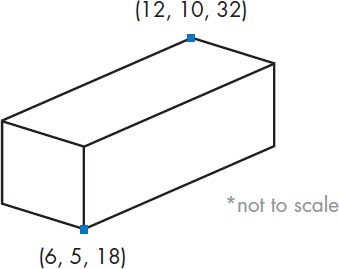 (12, 10, 32)
*not to scale
(6, 5, 18)